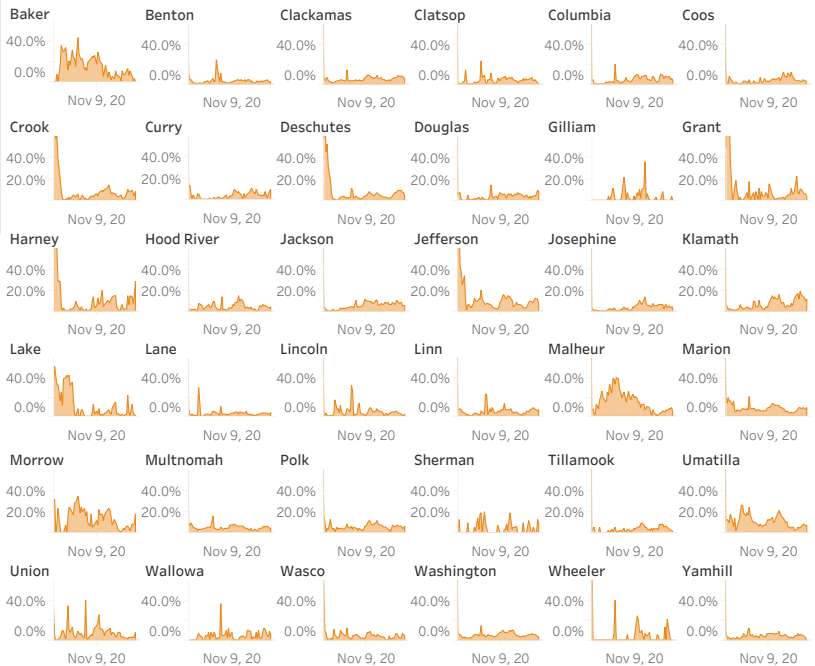 Baker Benton Clackamas Clatsop Columbia Coos
40.0% 40.0% 40.0% 40.0% 40.0% 40.0%
0.0% 0.0% 0.0% 0.0% 0.0% 0.0%
Nov 9, 20 Nov 9, 20 Nov 9, 20 Nov 9, 20 Nov 9, 20 Nov 9, 20
Crook Curry Deschutes Douglas Gilliam Grant
40.0% 40.0% 40.0% 40.0% 40.0% 40.0%
20.0% 20.0% 20.0% 20.0% 20.0% 20.0%
Nov 9, 20 Nov 9, 20 Nov 9, 20 Nov 9, 20 Nov 9, 20 Nov 9, 20
Harney Hood River Jackson Jefferson Josephine Klamath
40.0% 40.0% 40.0% 40.0% 40.0% 40.0%
20.0% 20.0% 20.0% 20.0% 20.0% 20.0%
Nov 9, 20 Nov 9, 20 Nov 9, 20 Nov 9, 20 Nov 9, 20 Nov 9, 20
Lake Lane Lincoln Linn Malheur Marion
40.0% 40.0% 40.0% 40.0% 40.0% 40.0%
0.0% 0.0% 0.0% 0.0% 0.0% 0.0%
Nov 9, 20 Nov 9, 20 Nov 9, 20 Nov 9, 20 Nov 9, 20 Nov 9, 20
Morrow Multnomah Polk Sherman Tillamook Umatilla
40.0% 40.0% 40.0% 40.0% 40.0% 40.0%
20.0% 20.0% 20.0% 20.0% 20.0% 20.0%
Nov 9, 20 Nov 9, 20 Nov 9, 20 Nov 9, 20 Nov 9, 20 Nov 9, 20
Union Wallowa Wasco Washington Wheeler Yamhill
40.0% 40.0% 40.0% 40.0% 40.0% 40.0%
0.0% 0.0% 0.0% 0.0% 0.0% 0.0%
Nov 9, 20 Nov 9, 20 Nov 9, 20 Nov 9, 20 Nov 9, 20 Nov 9, 20